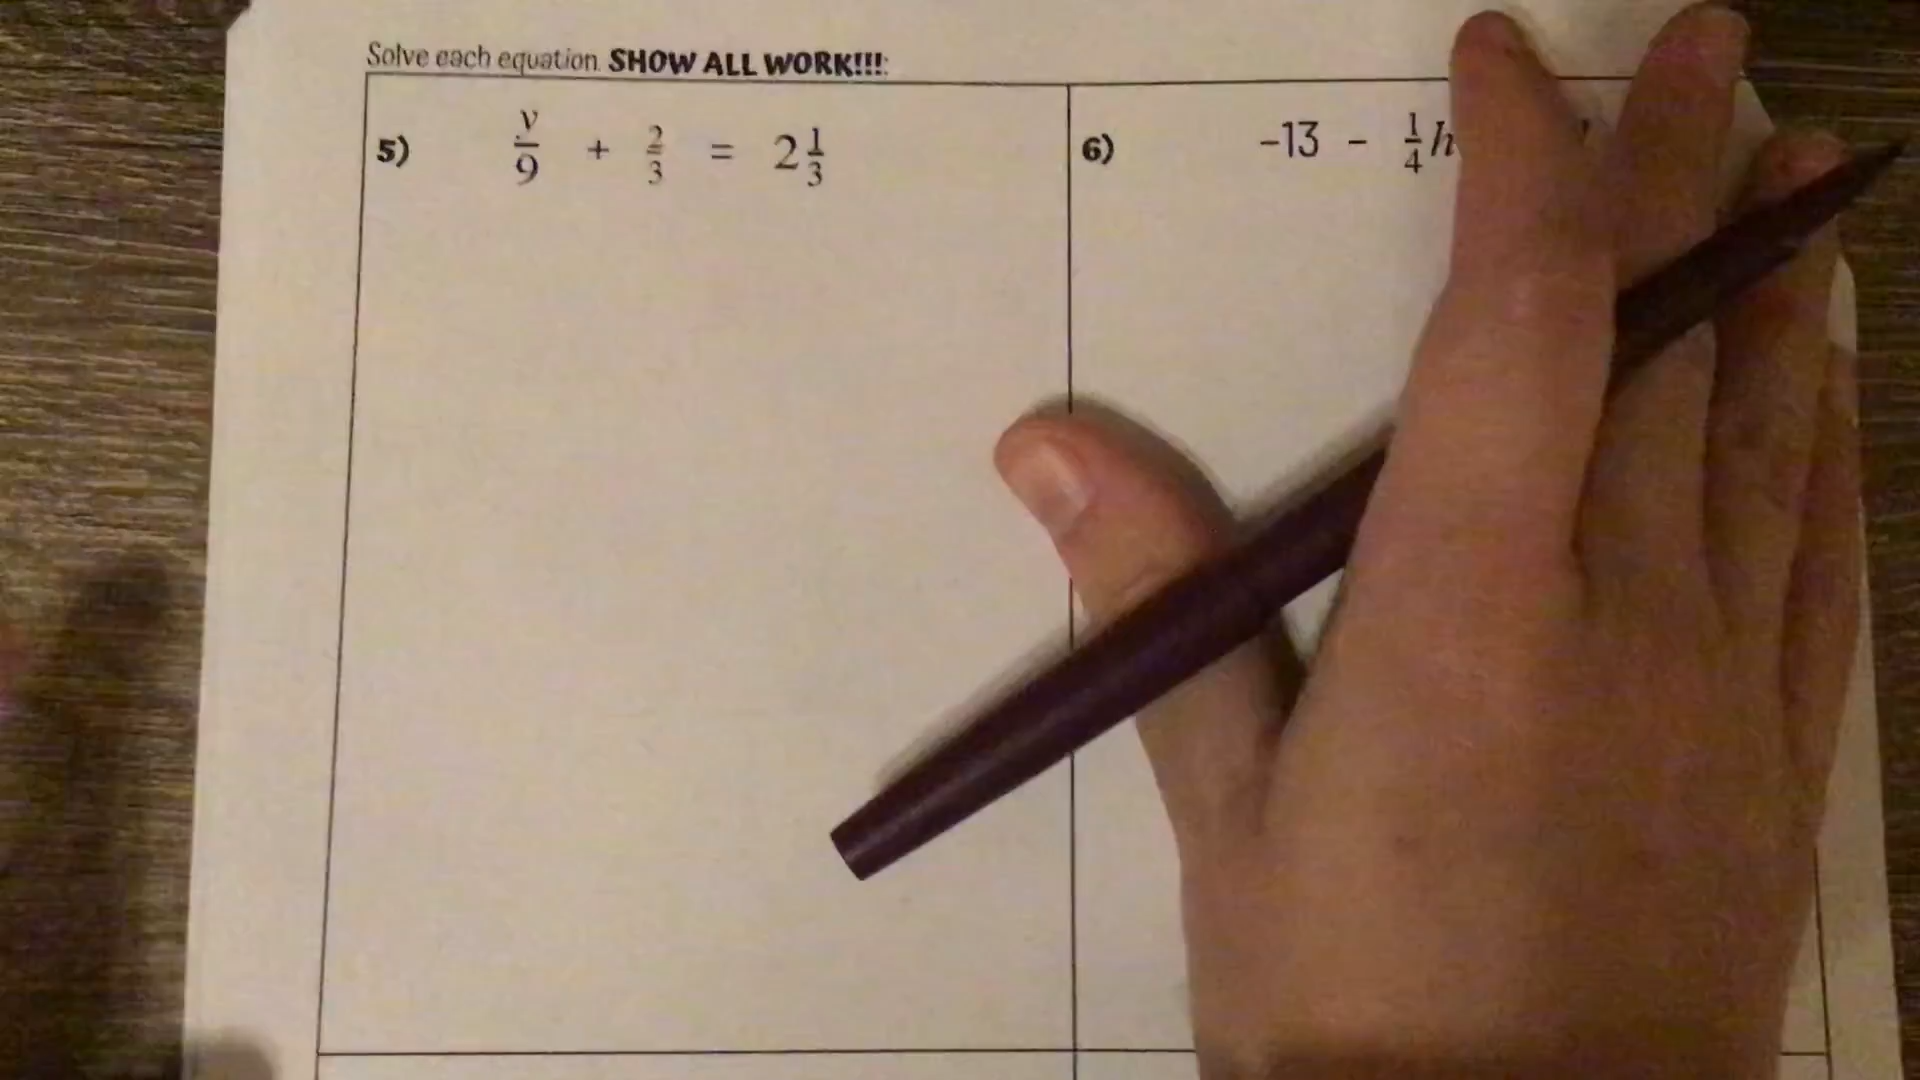 Solve each equation. SHOW ALL WORK!!!:
5) y/9 + 2/3 = 2 1/3
6) -13 - 1/4 h